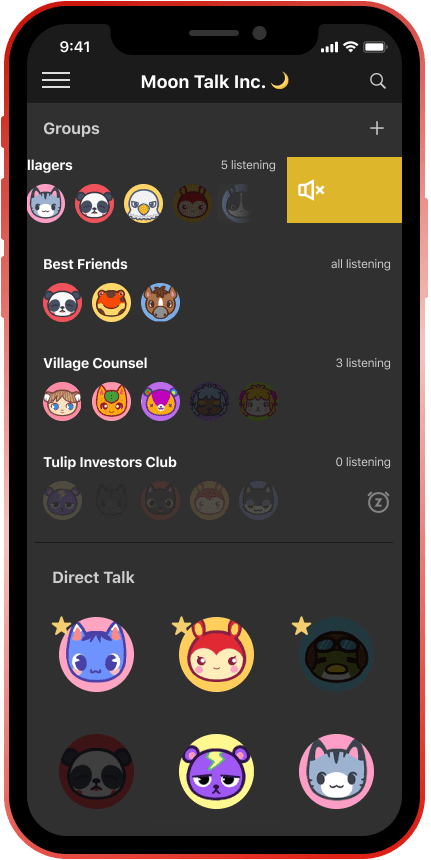 9:41
Moon Talk Inc. 🌙
Groups
llagers
5 listening
Best Friends
all listening
Village Counsel
3 listening
Tulip Investors Club
0 listening
z
Direct Talk